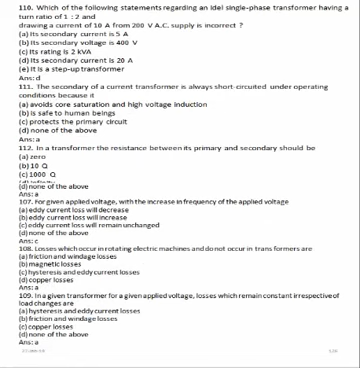 110. Which of the following statements regarding an idel single-phase transformer having a
turn ratio of 1 : 2 and
drawing a current of 10 A from 200 V A.C. supply is incorrect ?
(a) Its secondary current is 5 A
(b) Its secondary voltage is 400 V
(c) Its rating is 2 kVA
(d) Its secondary current is 20 A
(e) It is a step-up transformer
Ans: d
111. The secondary of a current transformer is always short-circuited under operating
conditions because it
(a) avoids core saturation and high voltage induction
(b) is safe to human beings
(c) protects the primary circuit
(d) none of the above
Ans: a
112. In a transformer the resistance between its primary and secondary should be
(a) zero
(b) 10 Ω
(c) 1000 Ω
(d) none of the above
Ans: a
107. For given applied voltage, with the increase in frequency of the applied voltage
(a) eddy current loss will decrease
(b) eddy current loss will increase
(c) eddy current loss will remain unchanged
(d) none of the above
Ans: c
108. Losses which occur in rotating electric machines and do not occur in trans formers are
(a) friction and windage losses
(b) magnetic losses
(c) hysteresis and eddy current losses
(d) copper losses
Ans: a
109. In a given transformer for a given applied voltage, losses which remain constant irrespective of
load changes are
(a) hysteresis and eddy current losses
(b) friction and windage losses
(c) copper losses
(d) none of the above
Ans: a